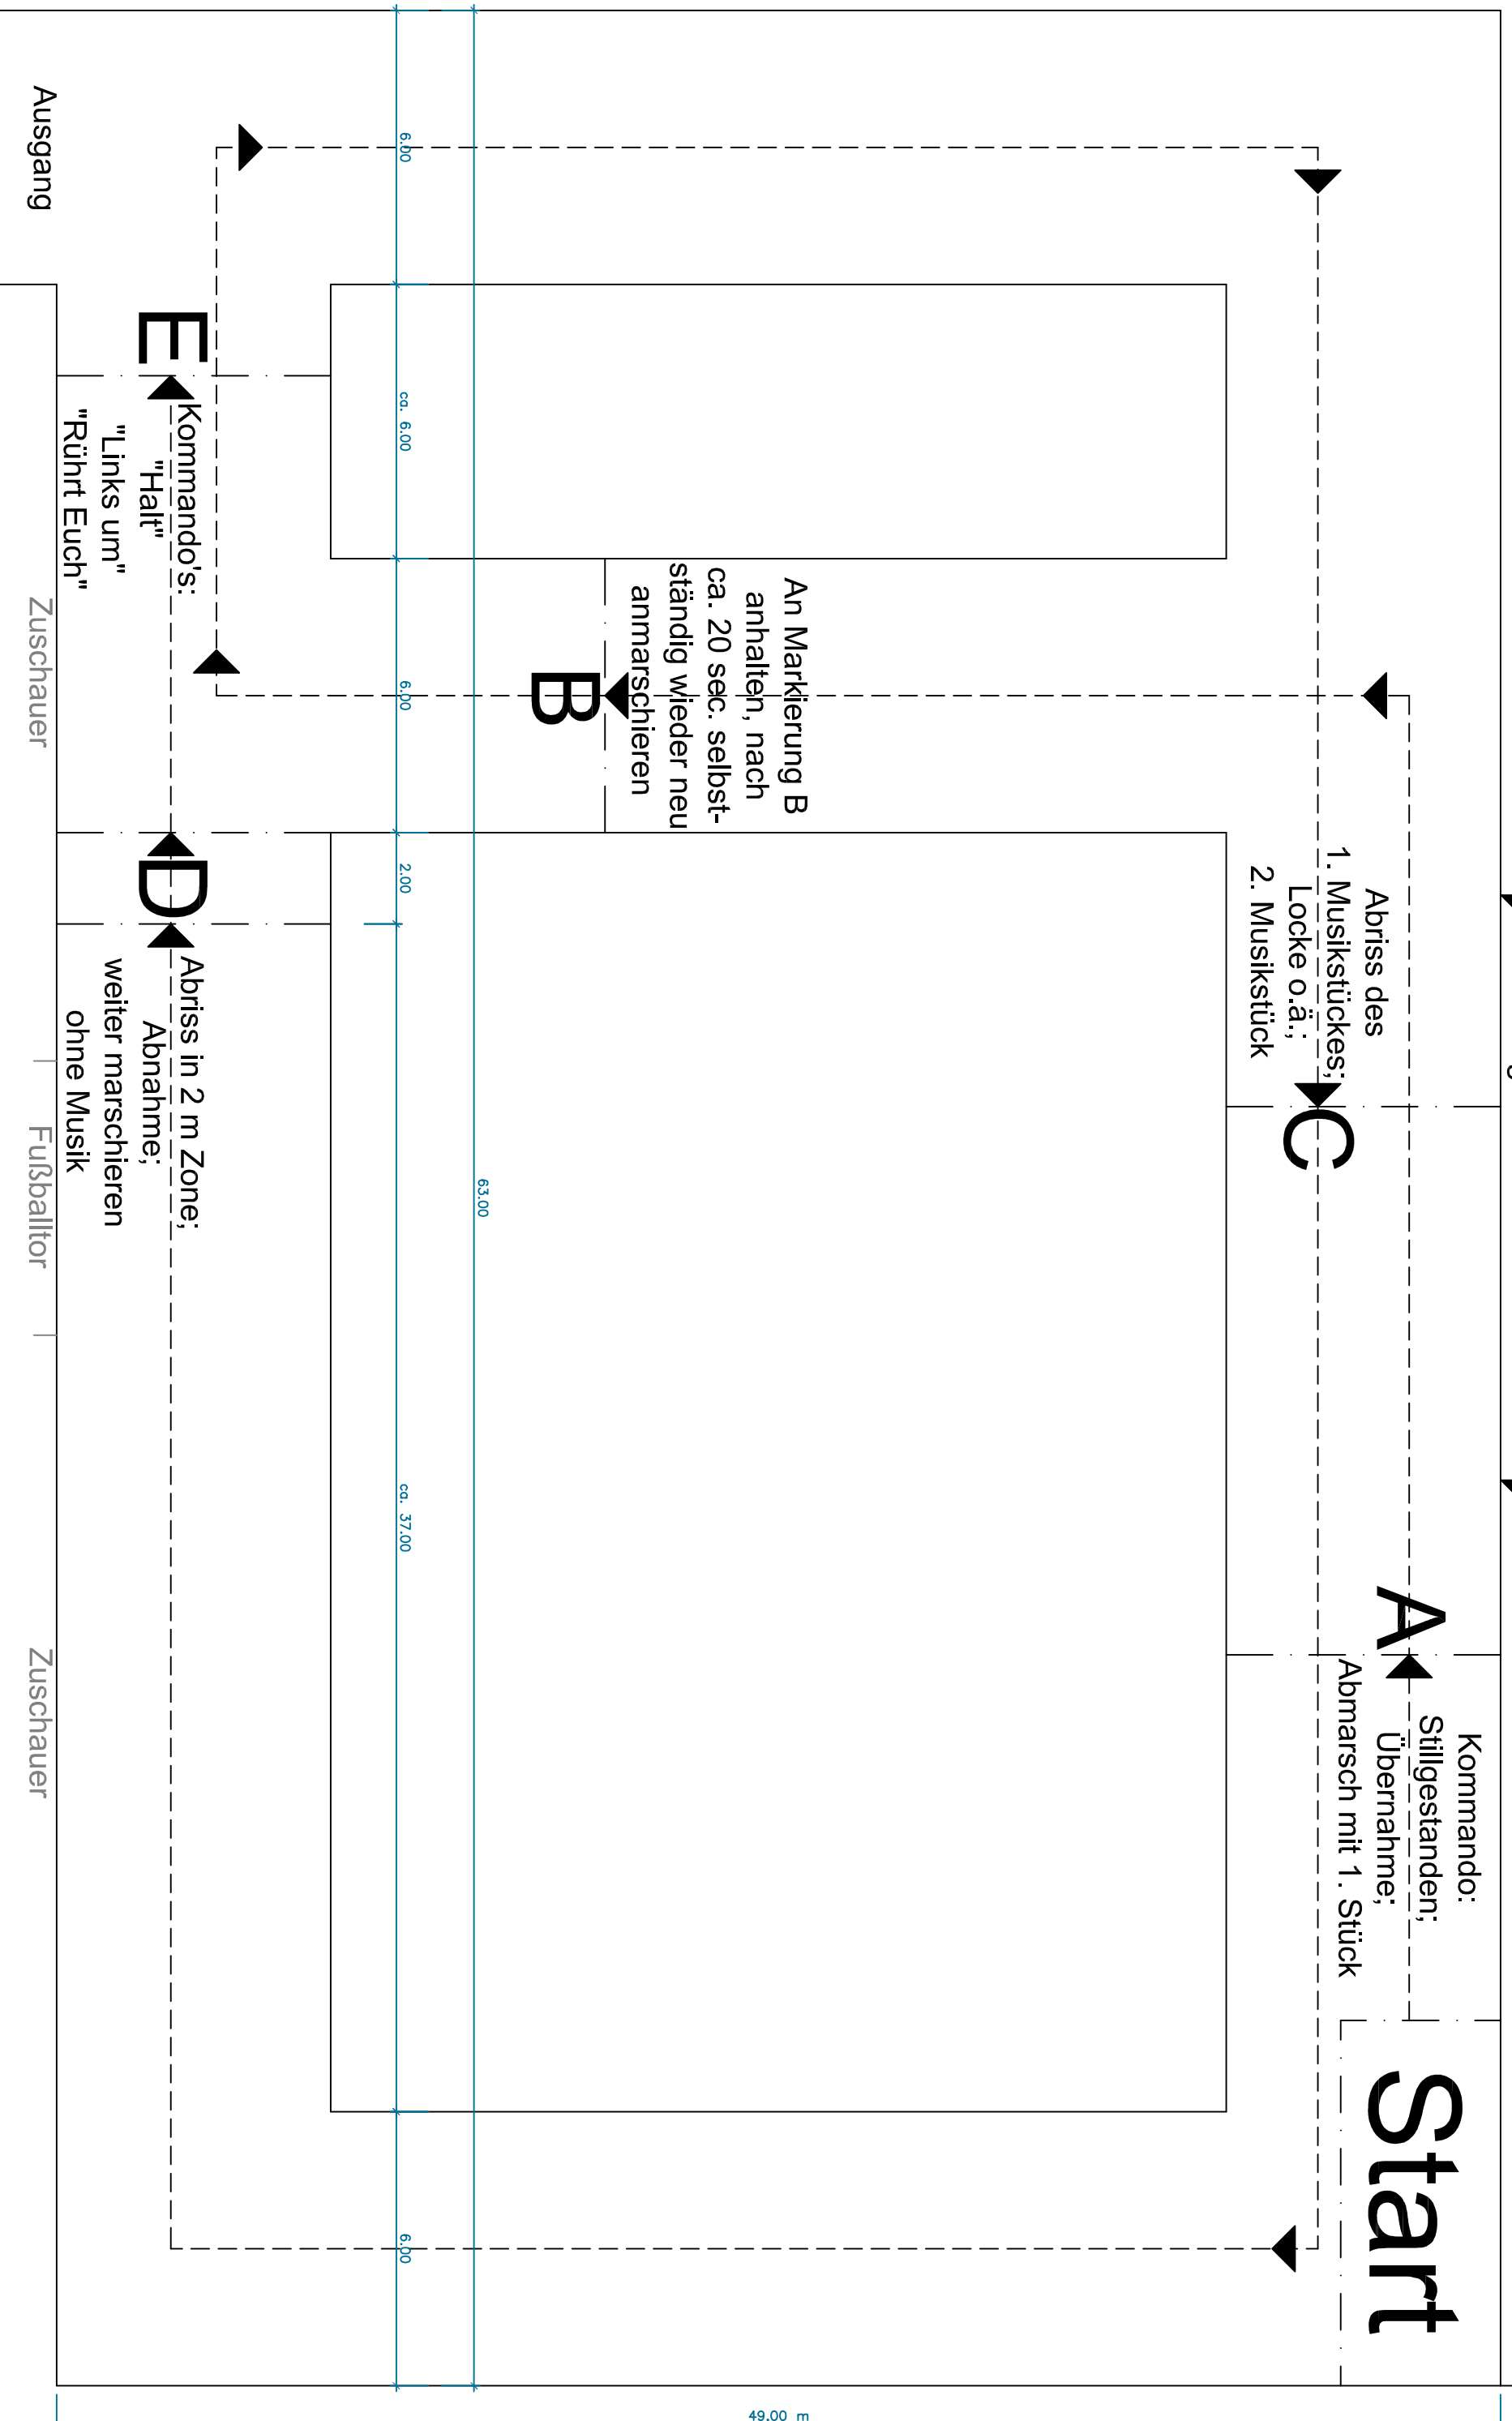 Start
Kommando:
Stillgestanden;
Übernahme;
Abmarsch mit 1. Stück
A
Abriss des
1. Musikstückes;
Locke o.ä.;
2. Musikstück
C
An Markierung B
anhalten, nach
ca. 20 sec. selbst-
ständig wieder neu
anmarschieren
B
63.00
6.00
ca. 6.00
6.00
2.00
ca. 37.00
6.00
E
Kommando's:
"Halt"
"Links um"
"Rührt Euch"
D
Abriss in 2 m Zone;
Abnahme;
weiter marschieren
ohne Musik
Ausgang
Zuschauer
Fußballtor
Zuschauer
49.00 m